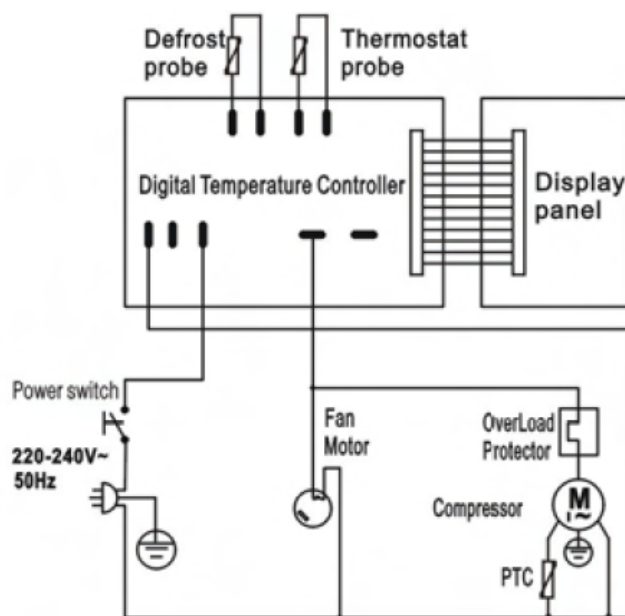 Defrost
probe
Thermostat
probe
Digital Temperature Controller
Display
panel
Power switch
220-240V~
50Hz
Fan
Motor
OverLoad
Protector
Compressor
M
1~
PTC